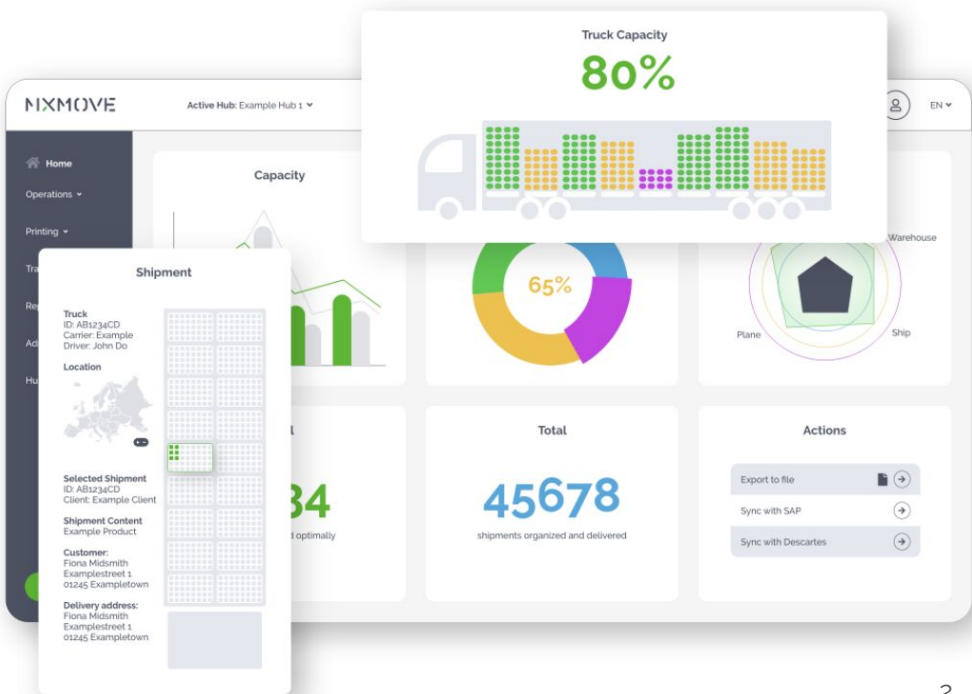 Truck Capacity
80%
MXMOVE
Active Hub: Example Hub 1
EN
Home
Operations
Printing
Capacity
65%
Warehouse
Plane
Ship
Shipment
Truck
ID: AB1234CD
Carrier: Example
Driver: John Do
Location
Selected Shipment
ID: AB1234CD
Client: Example Client
Shipment Content
Example Product
Customer:
Fiona Midsmith
Examplestreet 1
01245 Exampletown
Delivery address:
Fiona Midsmith
Examplestreet 1
01245 Exampletown
34
optimally
Total
45678
shipments organized and delivered
Actions
Export to file
Sync with SAP
Sync with Descartes